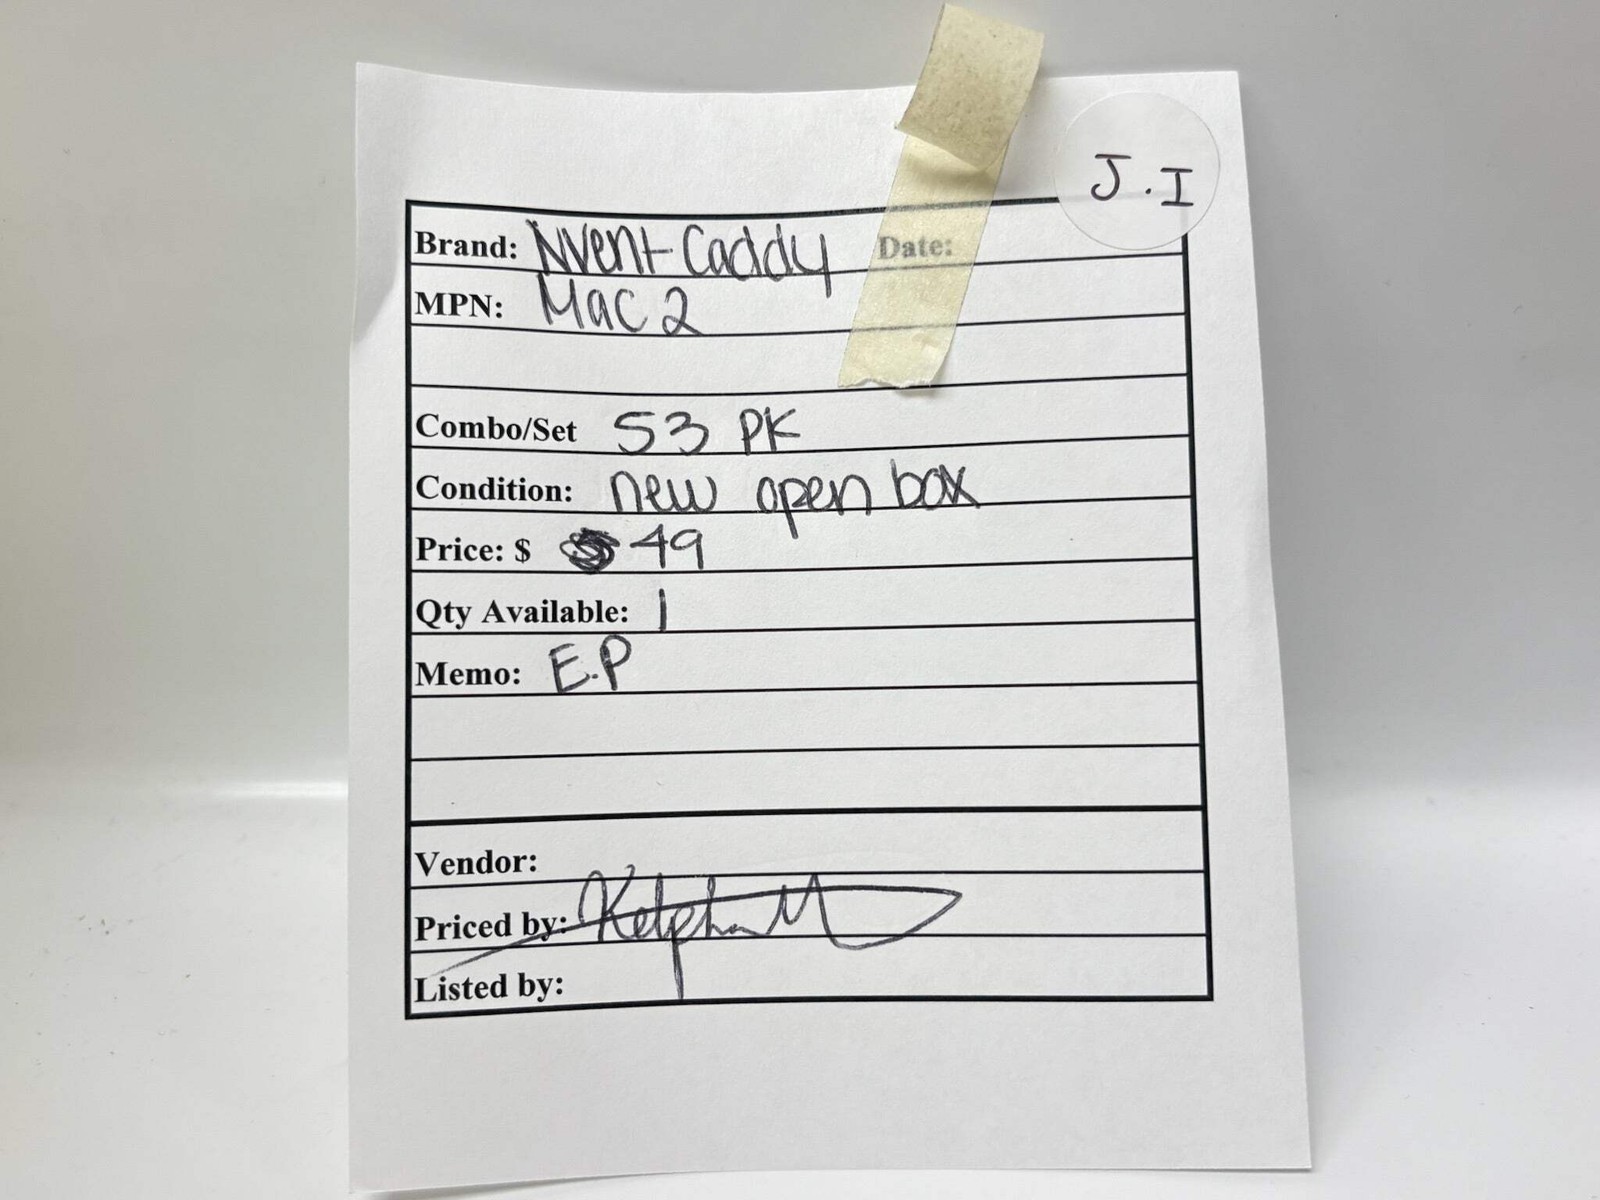 J.I
Brand: Nvent Caddy Date:
MPN: Mac 2
Combo/Set 53 PK
Condition: new open box
Price: $ 49
Qty Available: 1
Memo: E.P
Vendor:
Priced by:
Listed by: